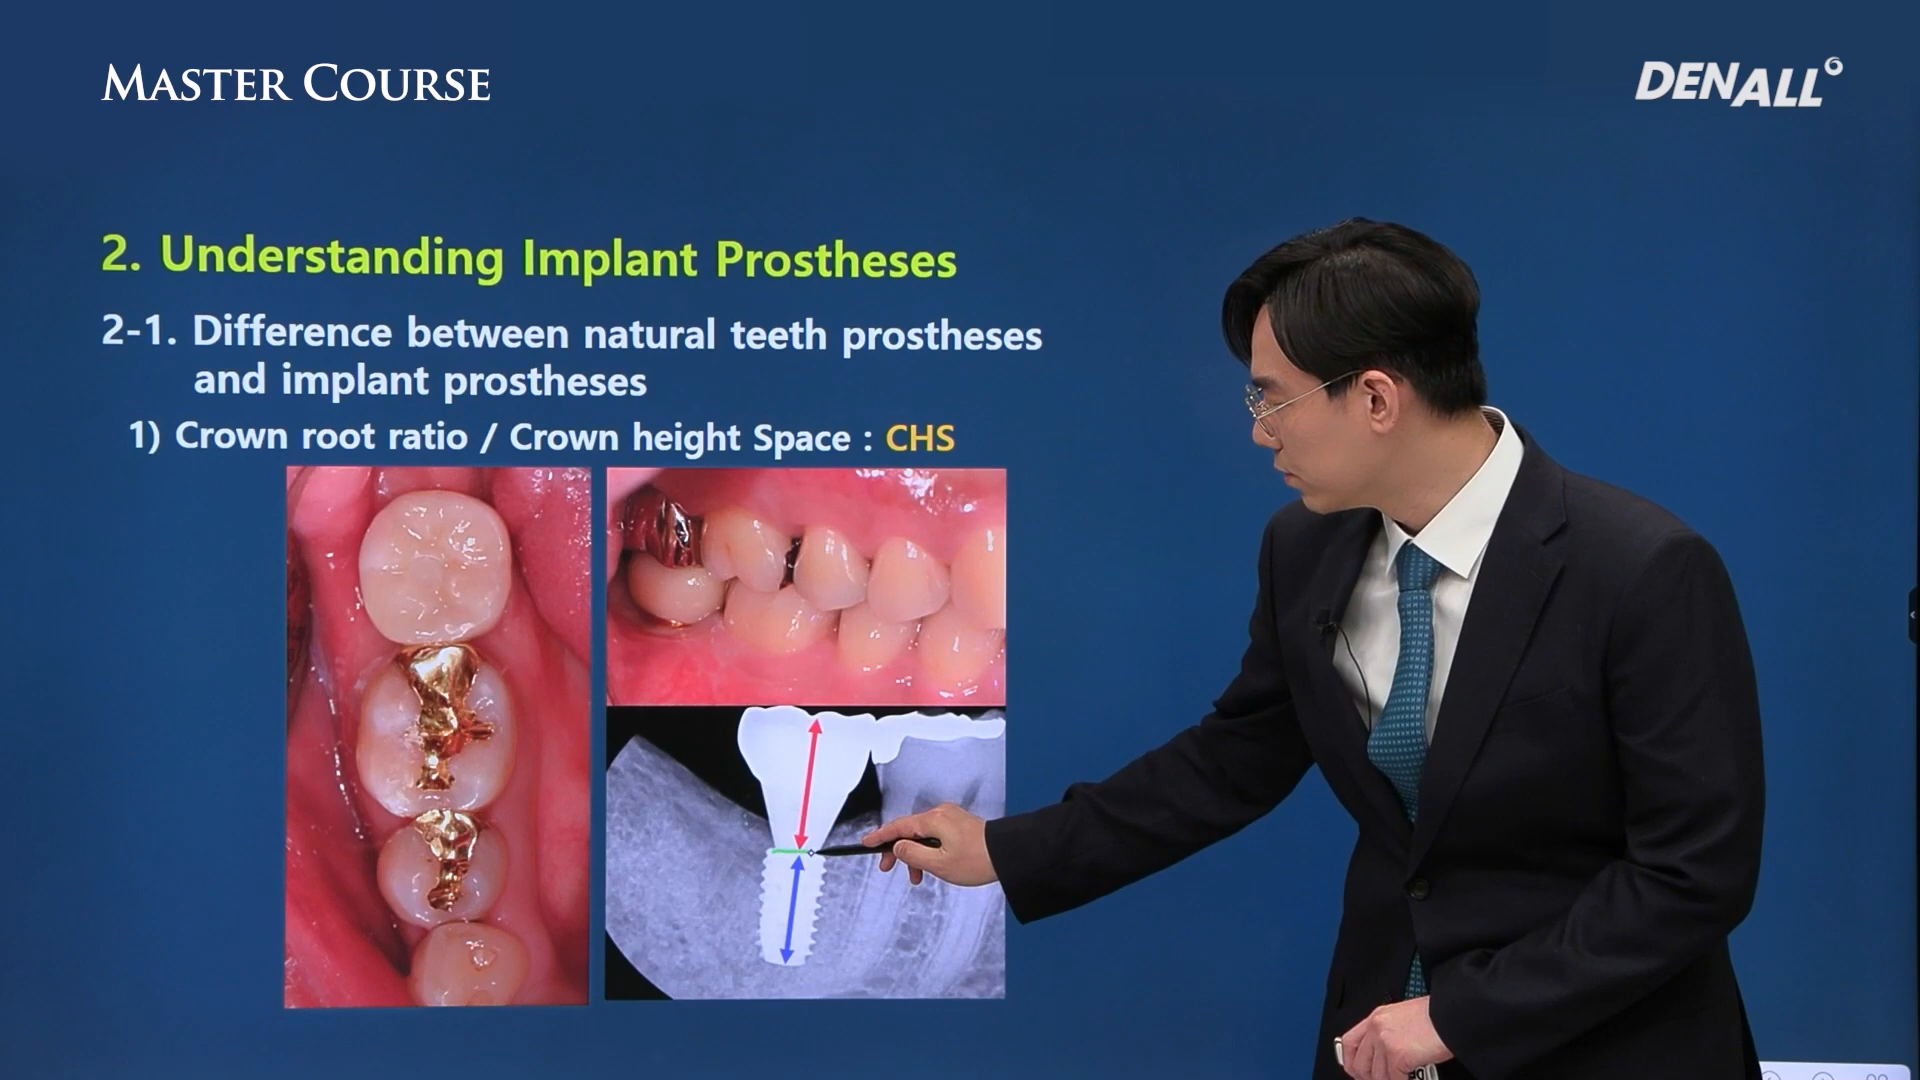 MASTER COURSE
DENALL
2. Understanding Implant Prostheses
2-1. Difference between natural teeth prostheses
and implant prostheses
1) Crown root ratio / Crown height Space : CHS